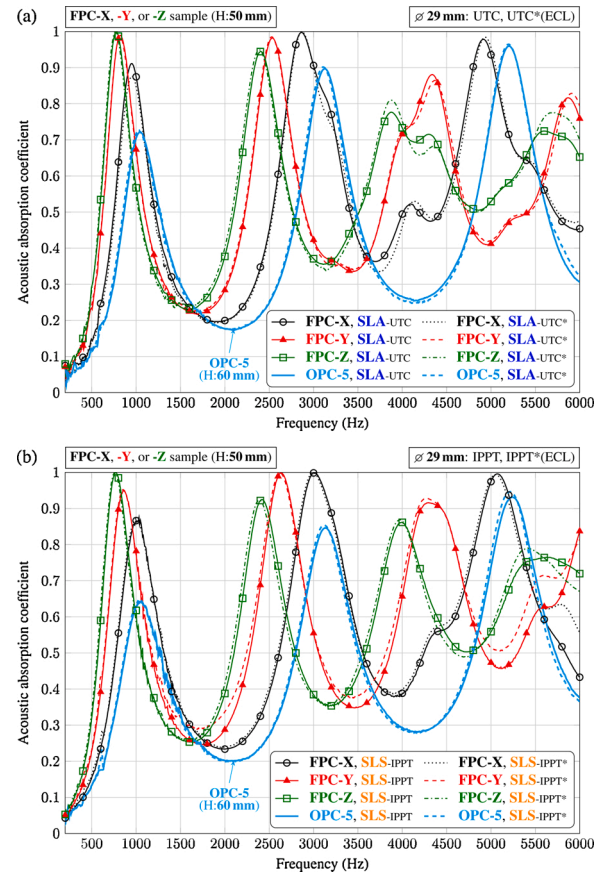 (a)
FPC-X, -Y, or -Z sample (H:50 mm)
⌀ 29 mm: UTC, UTC*(ECL)
Acoustic absorption coefficient
1
0.9
0.8
0.7
0.6
0.5
0.4
0.3
0.2
0.1
0
OPC-5
(H:60 mm)
FPC-X, SLA-UTC
FPC-X, SLA-UTC*
FPC-Y, SLA-UTC
FPC-Y, SLA-UTC*
FPC-Z, SLA-UTC
FPC-Z, SLA-UTC*
OPC-5, SLA-UTC
OPC-5, SLA-UTC*
500 1000 1500 2000 2500 3000 3500 4000 4500 5000 5500 6000
Frequency (Hz)
(b)
FPC-X, -Y, or -Z sample (H:50 mm)
⌀ 29 mm: IPPT, IPPT*(ECL)
Acoustic absorption coefficient
1
0.9
0.8
0.7
0.6
0.5
0.4
0.3
0.2
0.1
0
OPC-5
(H:60 mm)
FPC-X, SLS-IPPT
FPC-X, SLS-IPPT*
FPC-Y, SLS-IPPT
FPC-Y, SLS-IPPT*
FPC-Z, SLS-IPPT
FPC-Z, SLS-IPPT*
OPC-5, SLS-IPPT
OPC-5, SLS-IPPT*
500 1000 1500 2000 2500 3000 3500 4000 4500 5000 5500 6000
Frequency (Hz)